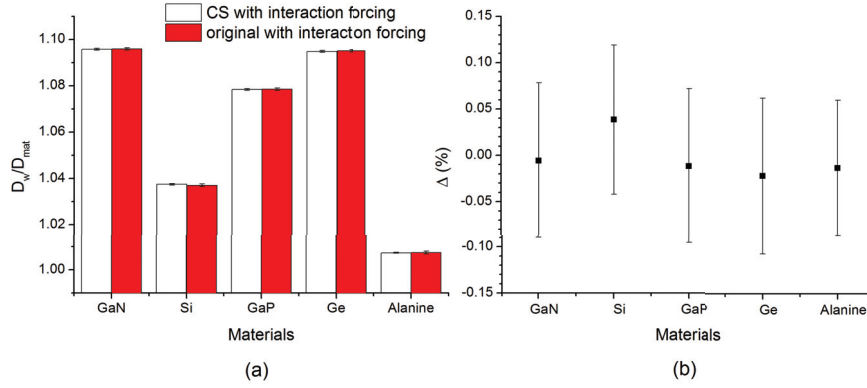 CS with interaction forcing
original with interacton forcing
1.10
1.08
1.06
1.04
1.02
1.00
D_w/D_mat
GaN Si GaP Ge Alanine
Materials
(a)
0.15
0.10
0.05
0.00
-0.05
-0.10
-0.15
Δ (%)
GaN Si GaP Ge Alanine
Materials
(b)